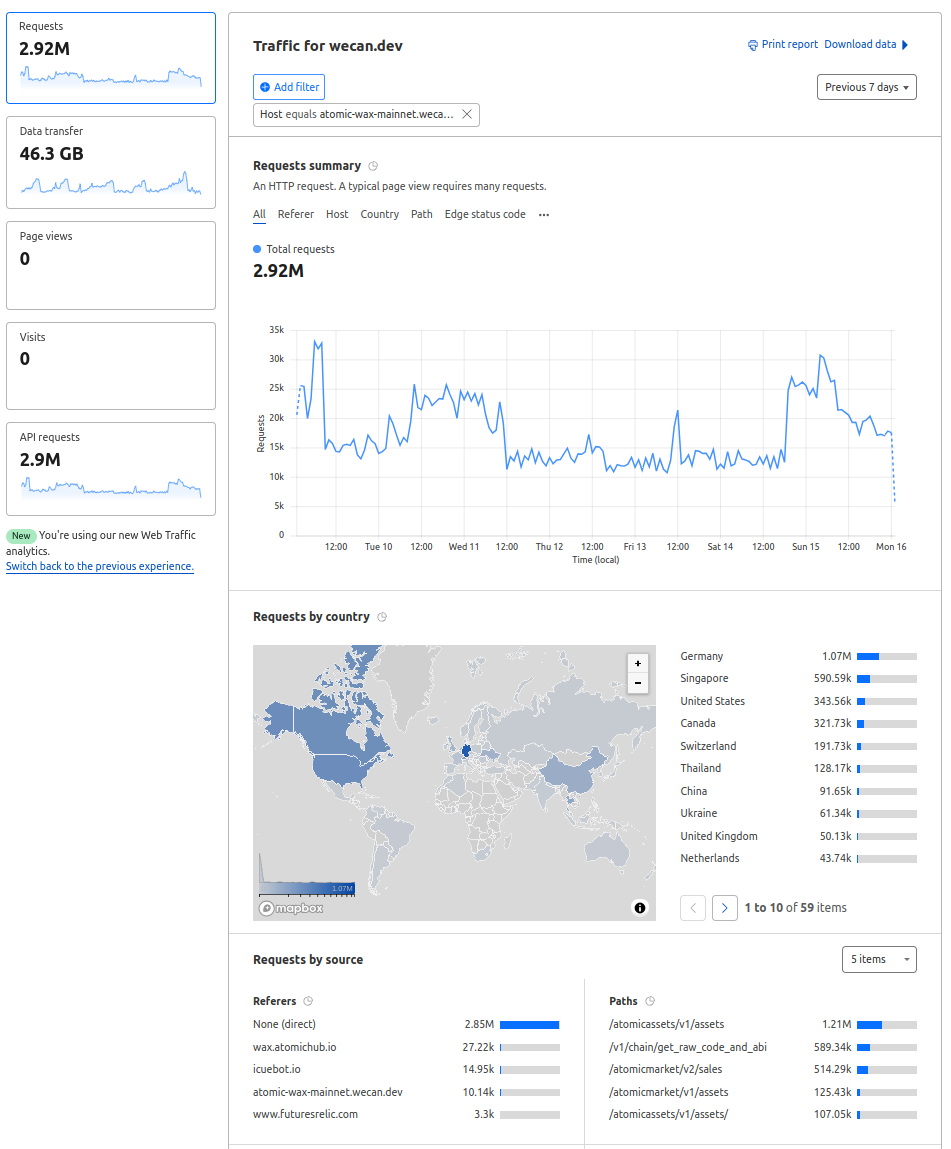 Requests
2.92M
Data transfer
46.3 GB
Page views
0
Visits
0
API requests
2.9M
New You're using our new Web Traffic
analytics.
Switch back to the previous experience.
Traffic for wecan.dev
Print report Download data
Add filter
Previous 7 days
Host equals atomic-wax-mainnet.weca...
Requests summary
An HTTP request. A typical page view requires many requests.
All Referer Host Country Path Edge status code ...
Total requests
2.92M
35k
30k
25k
20k
15k
10k
5k
0
Requests
12:00 Tue 10 12:00 Wed 11 12:00 Thu 12 12:00 Fri 13 12:00 Sat 14 12:00 Sun 15 12:00 Mon 16
Time (local)
Requests by country
+
−
1.07M
mapbox
Germany 1.07M
Singapore 590.59k
United States 343.56k
Canada 321.73k
Switzerland 191.73k
Thailand 128.17k
China 91.65k
Ukraine 61.34k
United Kingdom 50.13k
Netherlands 43.74k
1 to 10 of 59 items
Requests by source
5 items
Referers
None (direct) 2.85M
wax.atomichub.io 27.22k
icuebot.io 14.95k
atomic-wax-mainnet.wecan.dev 10.14k
www.futuresrelic.com 3.3k
Paths
/atomicassets/v1/assets 1.21M
/v1/chain/get_raw_code_and_abi 589.34k
/atomicmarket/v2/sales 514.29k
/atomicmarket/v1/assets 125.43k
/atomicassets/v1/assets/ 107.05k